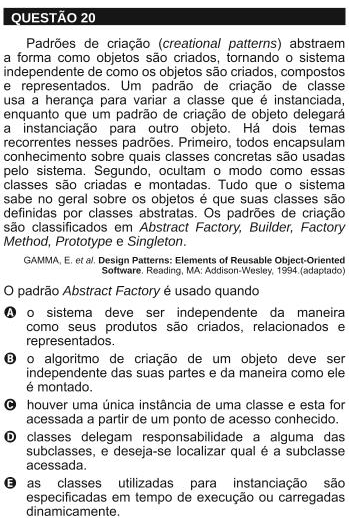 QUESTÃO 20
Padrões de criação (creational patterns) abstraem
a forma como objetos são criados, tornando o sistema
independente de como os objetos são criados, compostos
e representados. Um padrão de criação de classe
usa a herança para variar a classe que é instanciada,
enquanto que um padrão de criação de objeto delegará
a instanciação para outro objeto. Há dois temas
recorrentes nesses padrões. Primeiro, todos encapsulam
conhecimento sobre quais classes concretas são usadas
pelo sistema. Segundo, ocultam o modo como essas
classes são criadas e montadas. Tudo que o sistema
sabe no geral sobre os objetos é que suas classes são
definidas por classes abstratas. Os padrões de criação
são classificados em Abstract Factory, Builder, Factory
Method, Prototype e Singleton.
GAMMA, E. et al. Design Patterns: Elements of Reusable Object-Oriented
Software. Reading, MA: Addison-Wesley, 1994.(adaptado)
O padrão Abstract Factory é usado quando
A o sistema deve ser independente da maneira
como seus produtos são criados, relacionados e
representados.
B o algoritmo de criação de um objeto deve ser
independente das suas partes e da maneira como ele
é montado.
C houver uma única instância de uma classe e esta for
acessada a partir de um ponto de acesso conhecido.
D classes delegam responsabilidade a alguma das
subclasses, e deseja-se localizar qual é a subclasse
acessada.
E as classes utilizadas para instanciação são
especificadas em tempo de execução ou carregadas
dinamicamente.